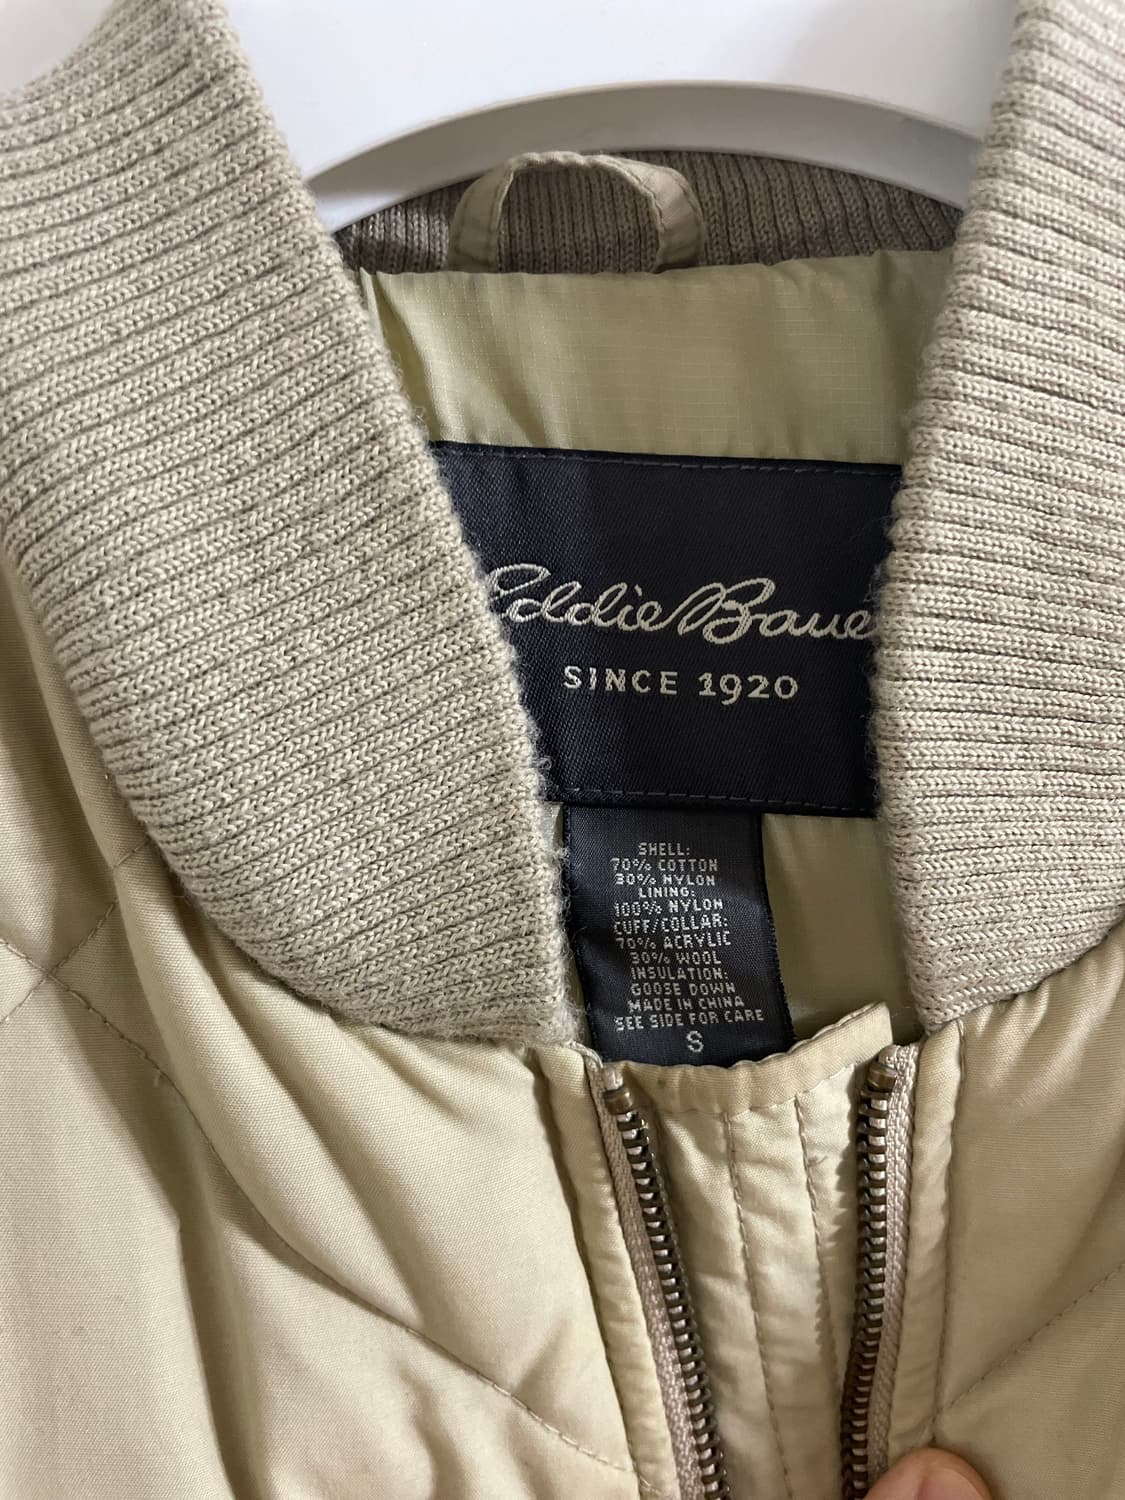 Eddie Bauer
SINCE 1920
SHELL:
70% COTTON
30% NYLON
LINING:
100% NYLON
CUFF/COLLAR:
70% ACRYLIC
30% WOOL
INSULATION:
GOOSE DOWN
MADE IN CHINA
SEE SIDE FOR CARE
S